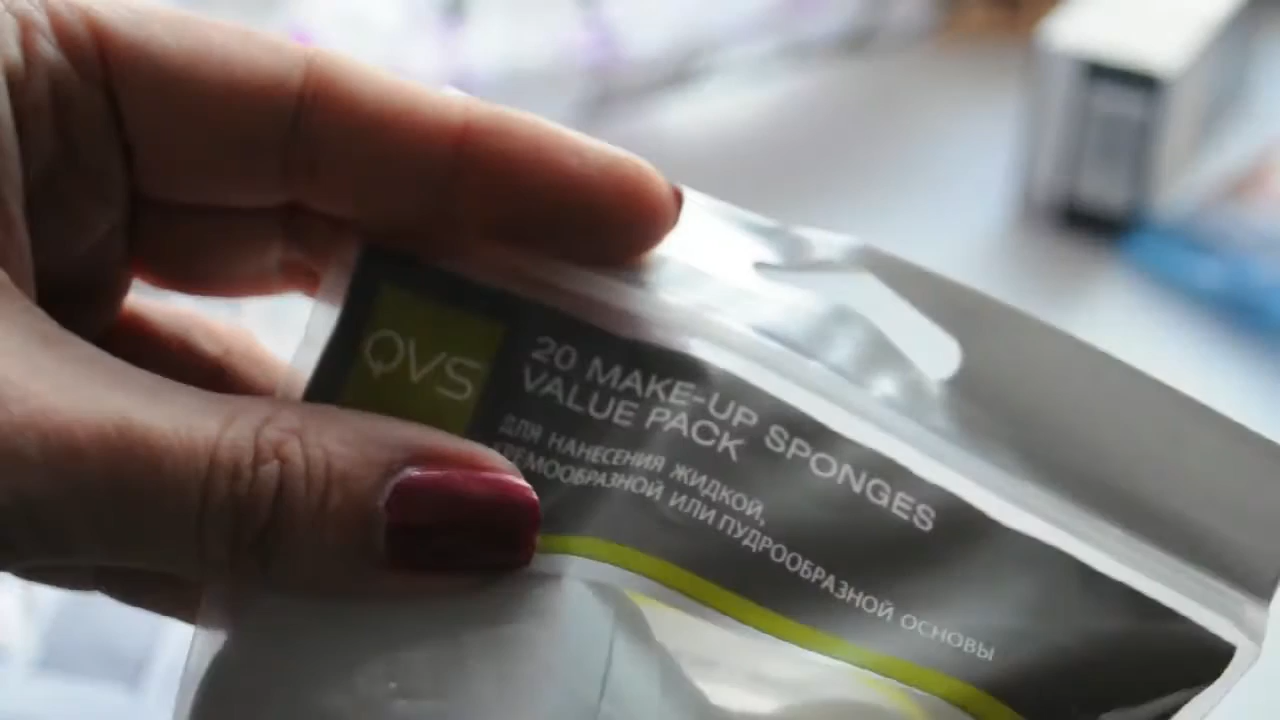 QVS
20 MAKE-UP SPONGES
VALUE PACK
ДЛЯ НАНЕСЕНИЯ ЖИДКОЙ,
КРЕМООБРАЗНОЙ ИЛИ ПУДРООБРАЗНОЙ ОСНОВЫ